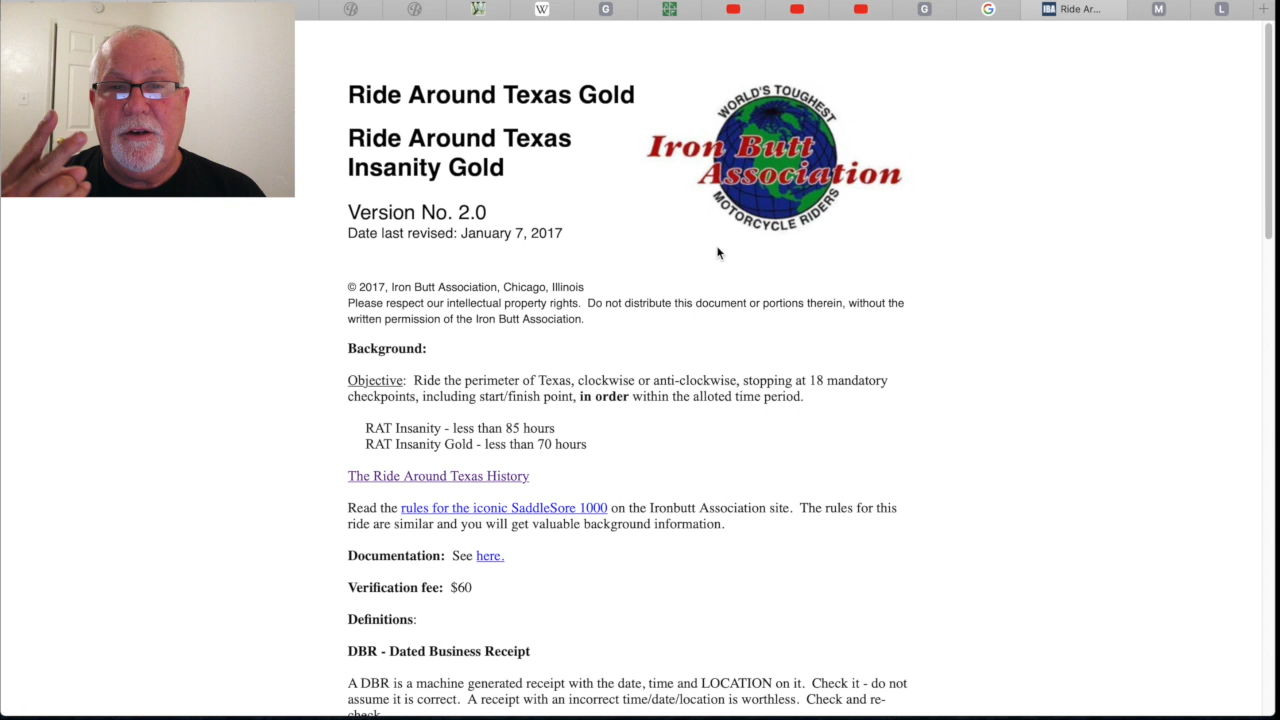 G
W
G
G
IBA Ride Ar...
M
L
Ride Around Texas Gold
Ride Around Texas
Insanity Gold
WORLD'S TOUGHEST
Iron Butt
Association
MOTORCYCLE RIDERS
Version No. 2.0
Date last revised: January 7, 2017
© 2017, Iron Butt Association, Chicago, Illinois
Please respect our intellectual property rights.  Do not distribute this document or portions therein, without the
written permission of the Iron Butt Association.
Background:
Objective:  Ride the perimeter of Texas, clockwise or anti-clockwise, stopping at 18 mandatory
checkpoints, including start/finish point, in order within the alloted time period.
RAT Insanity - less than 85 hours
RAT Insanity Gold - less than 70 hours
The Ride Around Texas History
Read the rules for the iconic SaddleSore 1000 on the Ironbutt Association site.  The rules for this
ride are similar and you will get valuable background information.
Documentation:  See here.
Verification fee:  $60
Definitions:
DBR - Dated Business Receipt
A DBR is a machine generated receipt with the date, time and LOCATION on it.  Check it - do not
assume it is correct.  A receipt with an incorrect time/date/location is worthless.  Check and re-
check